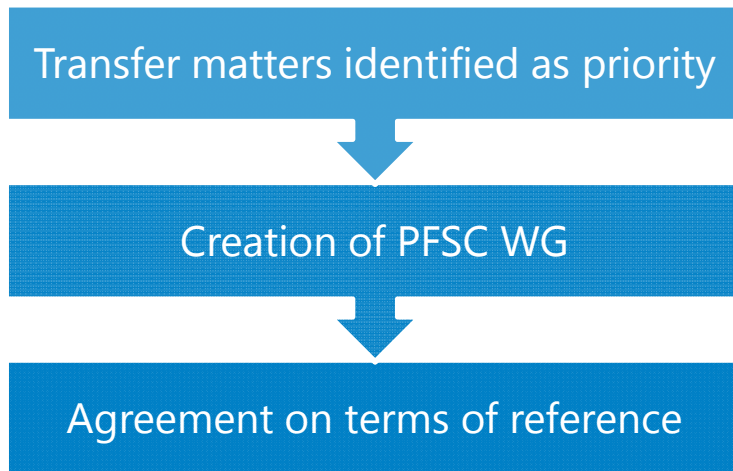 Transfer matters identified as priority
Creation of PFSC WG
Agreement on terms of reference